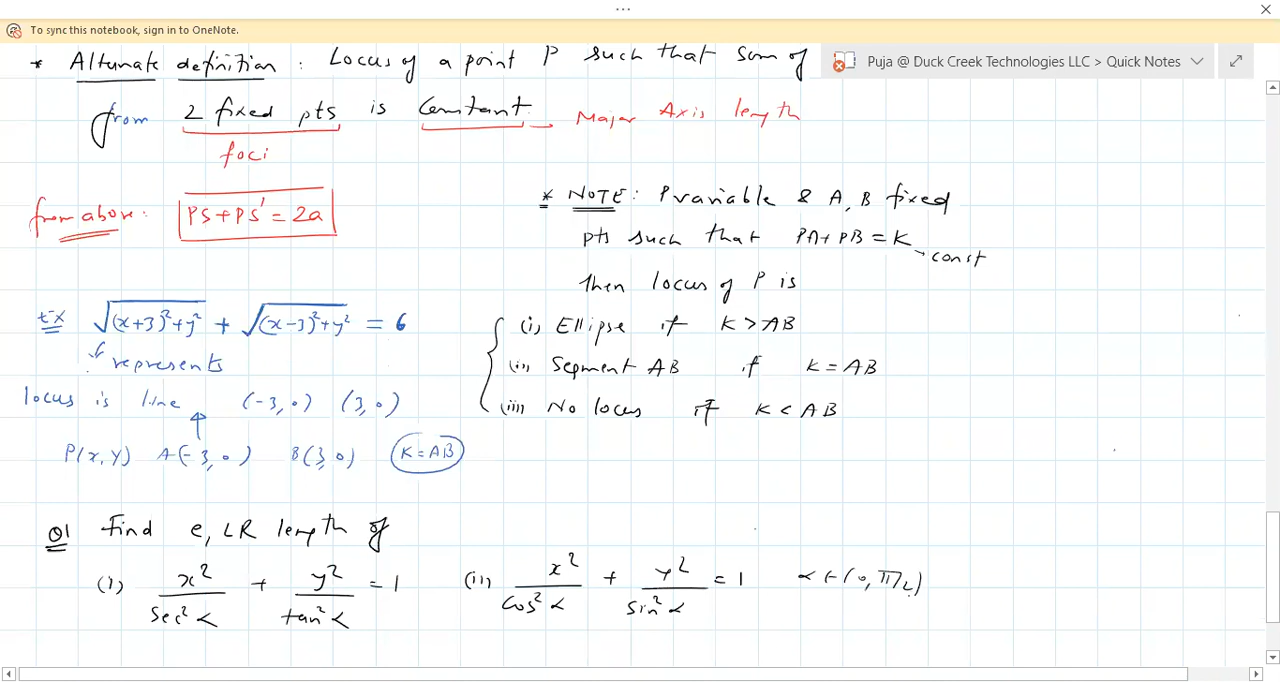 To sync this notebook, sign in to OneNote.
Puja @ Duck Creek Technologies LLC > Quick Notes
* Alternate definition : Locus of a point P such that sum of
from 2 fixed pts is constant → Major Axis length
foci
from above: PS + PS' = 2a
* NOTE: P variable & A, B fixed
pts such that PA + PB = K → const
then locus of P is
(i) Ellipse if K > AB
(ii) Segment AB if K = AB
(iii) No locus if K < AB
Ex √(x+3)²+y² + √(x-3)²+y² = 6
represents
locus is line (-3,0) (3,0)
P(x,y) A(-3,0) B(3,0) K = AB
Q1 Find e, LR length of
(i) x²/sec²α + y²/tan²α = 1 (ii) x²/cos²α + y²/sin²α = 1 α ∈ (0, π/2)